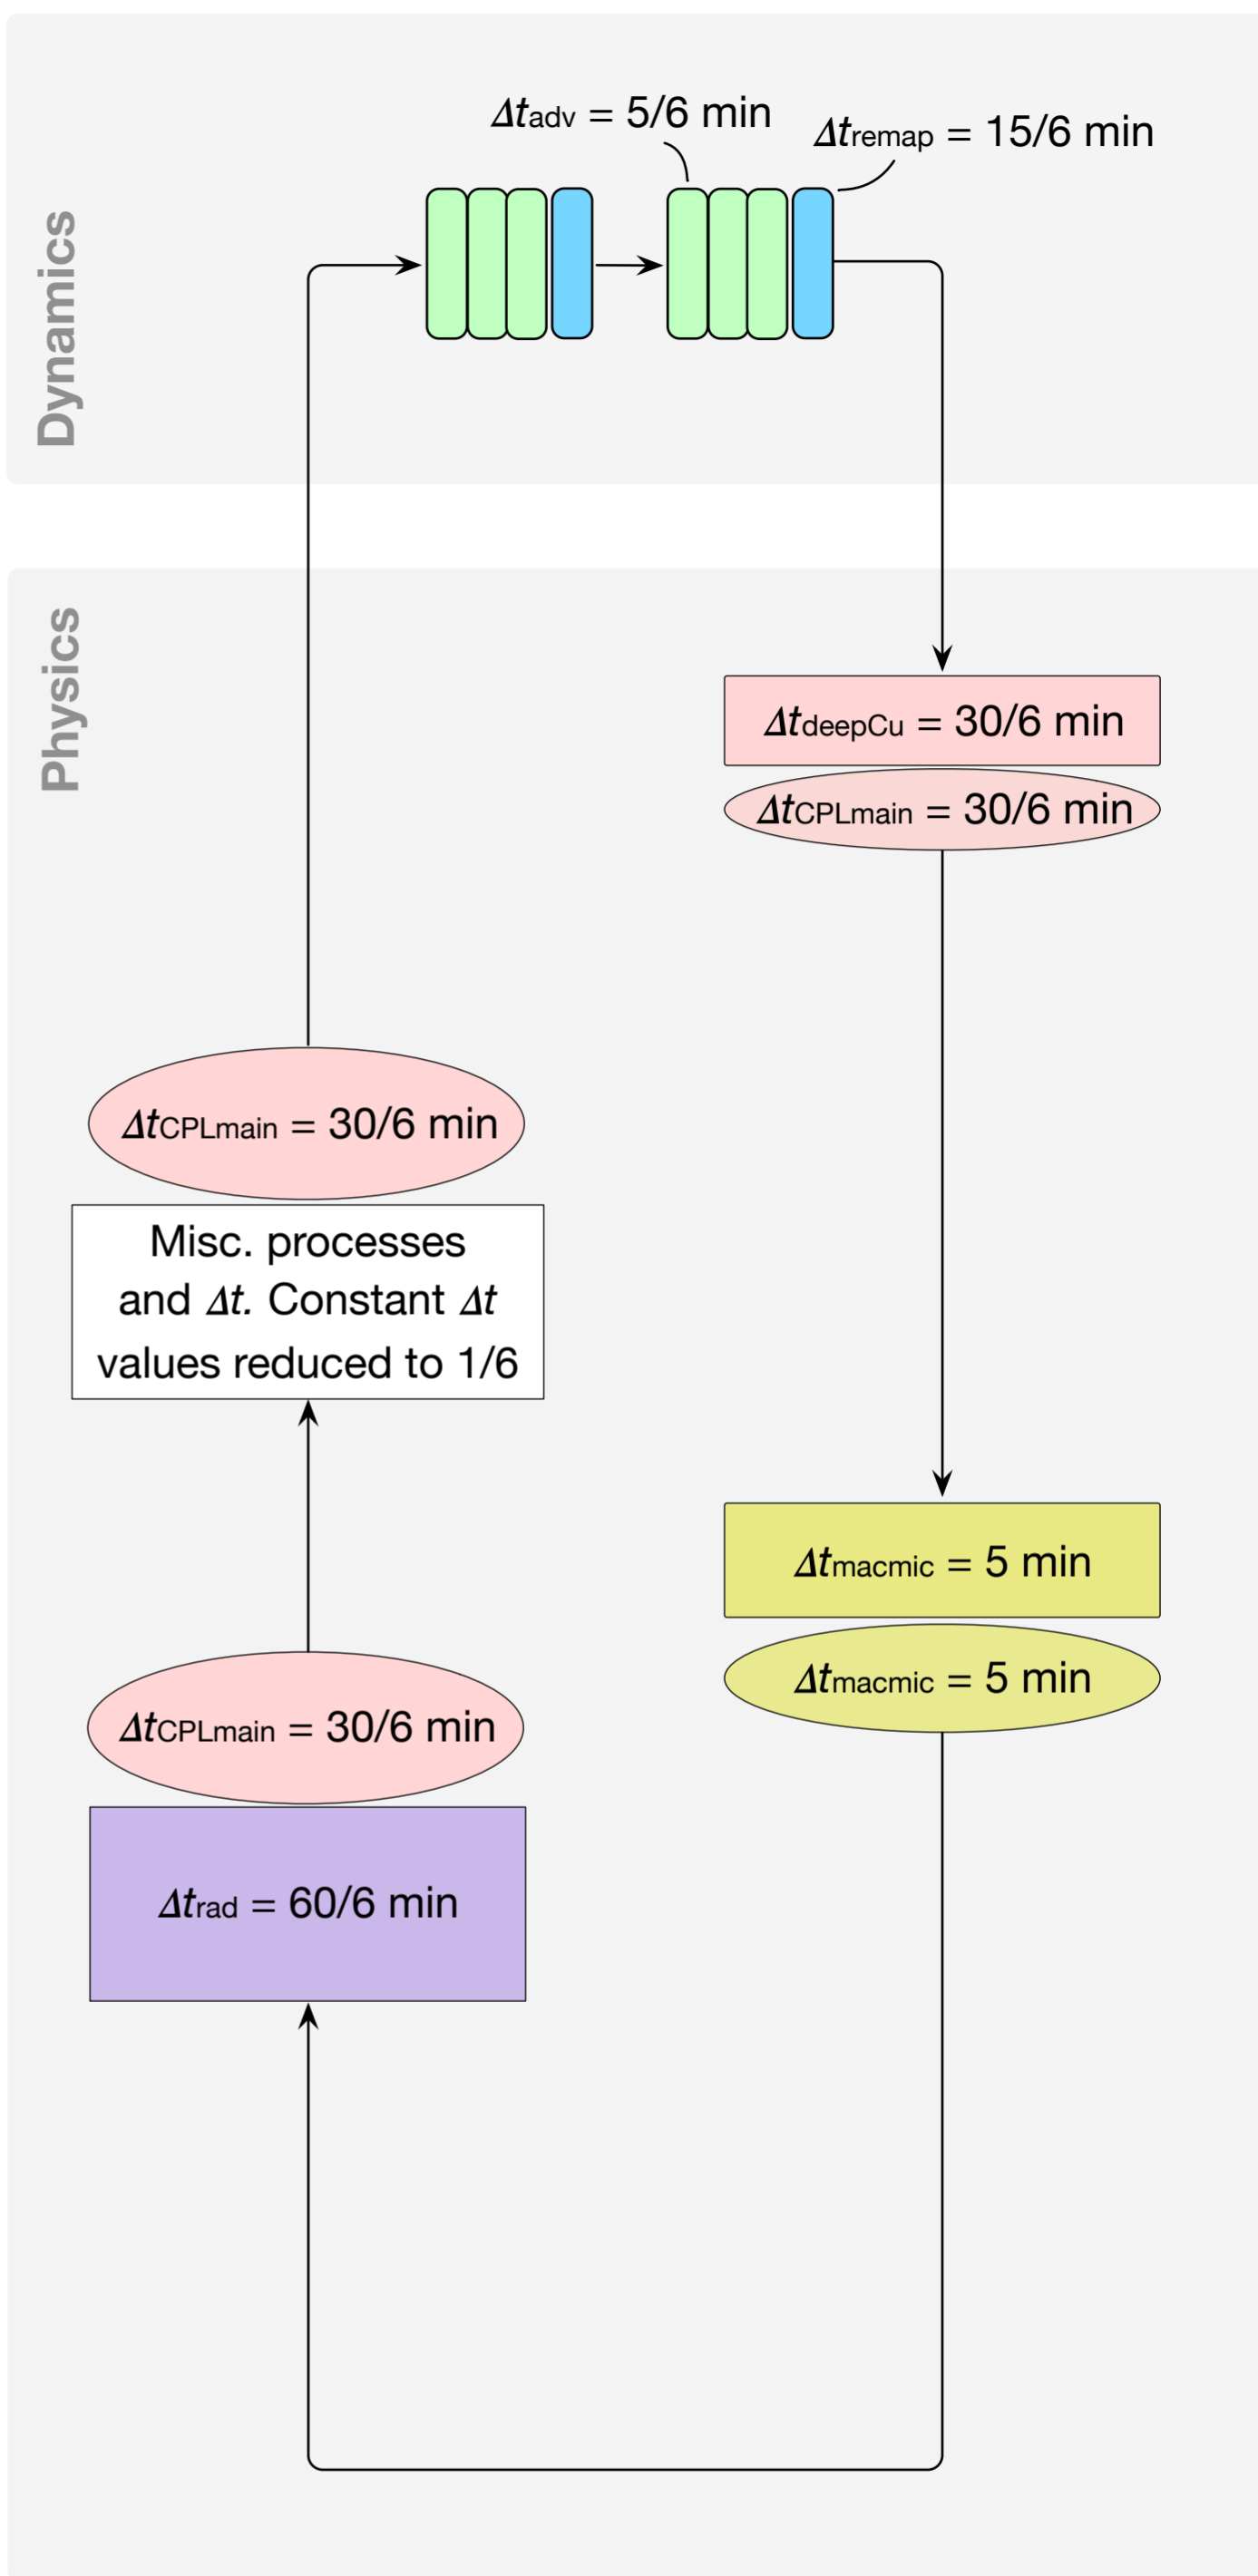 Dynamics
Δtadv = 5/6 min
Δtremap = 15/6 min
Physics
ΔtdeepCu = 30/6 min
ΔtCPLmain = 30/6 min
ΔtCPLmain = 30/6 min
Misc. processes
and Δt. Constant Δt
values reduced to 1/6
Δtmacmic = 5 min
Δtmacmic = 5 min
ΔtCPLmain = 30/6 min
Δtrad = 60/6 min